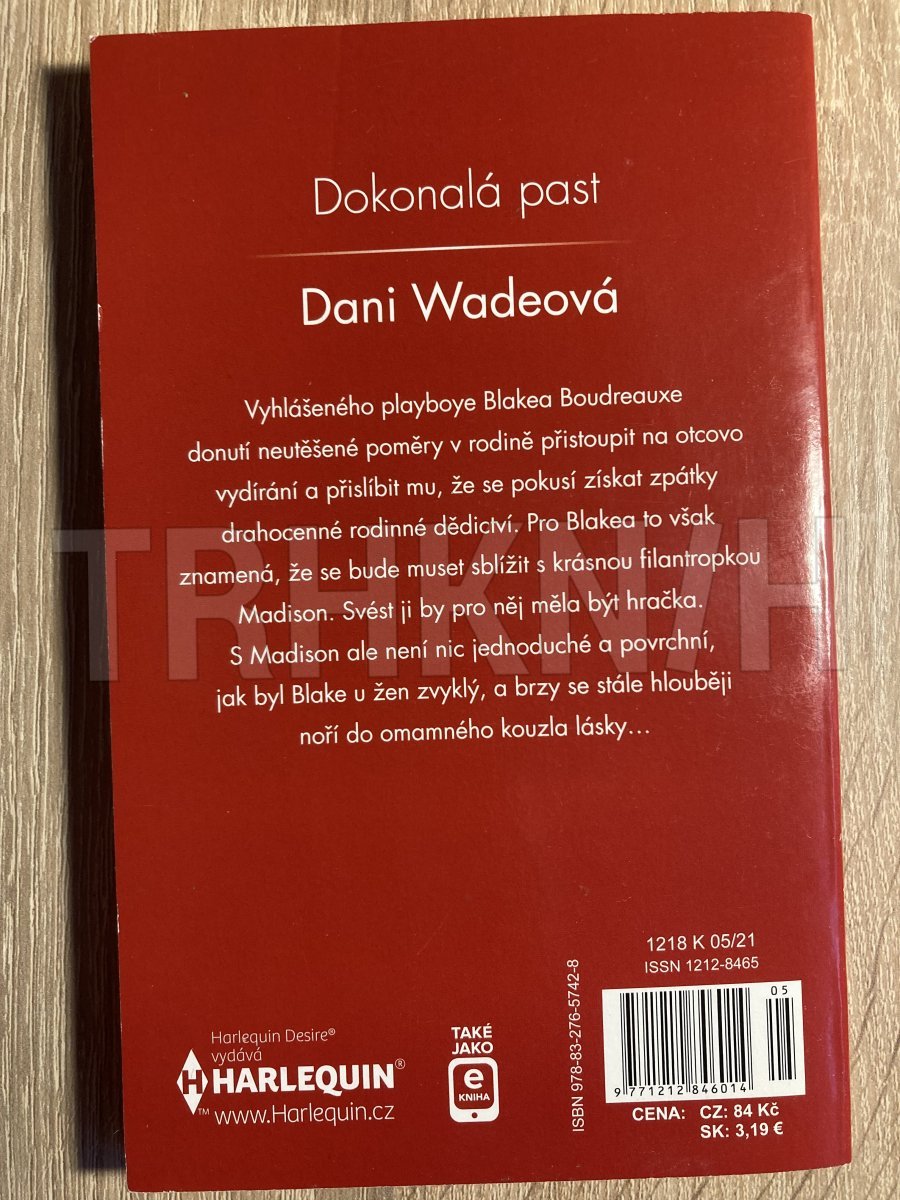 Dokonalá past
Dani Wadeová
Vyhlášeného playboye Blakea Boudreauxe
donutí neutěšené poměry v rodině přistoupit na otcovo
vydírání a přislíbit mu, že se pokusí získat zpátky
drahocenné rodinné dědictví. Pro Blakea to však
znamená, že se bude muset sblížit s krásnou filantropkou
Madison. Svést ji by pro něj měla být hračka.
S Madison ale není nic jednoduché a povrchní,
jak byl Blake u žen zvyklý, a brzy se stále hlouběji
noří do omamného kouzla lásky...
TRHKNIH
1218 K 05/21
ISSN 1212-8465
05
ISBN 978-83-276-5742-8
9 771212 846014
CENA: CZ: 84 Kč
SK: 3,19 €
Harlequin Desire®
vydává
H HARLEQUIN®
™ www.Harlequin.cz
TAKÉ
JAKO
e
KNIHA